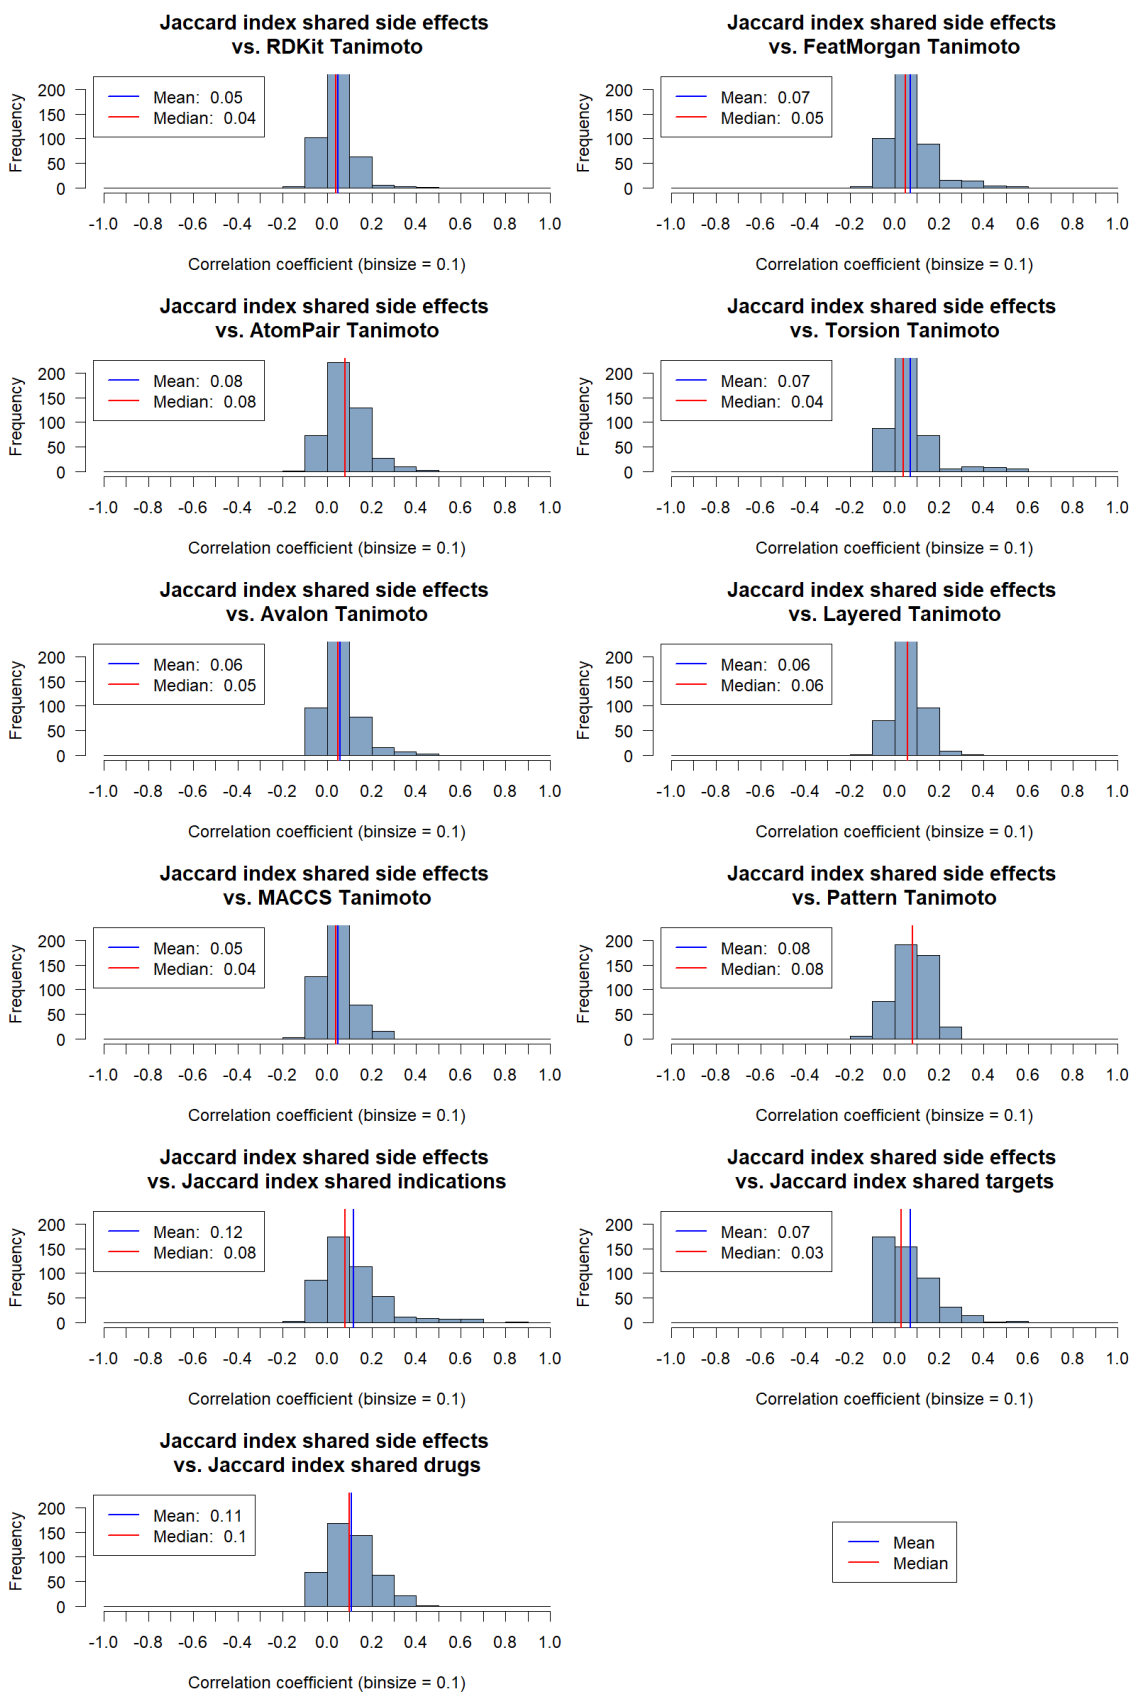 Jaccard index shared side effects
vs. RDKit Tanimoto
Mean: 0.05
Median: 0.04
Frequency
200
150
100
50
0
-1.0 -0.8 -0.6 -0.4 -0.2 0.0 0.2 0.4 0.6 0.8 1.0
Correlation coefficient (binsize = 0.1)
Jaccard index shared side effects
vs. FeatMorgan Tanimoto
Mean: 0.07
Median: 0.05
Frequency
200
150
100
50
0
-1.0 -0.8 -0.6 -0.4 -0.2 0.0 0.2 0.4 0.6 0.8 1.0
Correlation coefficient (binsize = 0.1)
Jaccard index shared side effects
vs. AtomPair Tanimoto
Mean: 0.08
Median: 0.08
Frequency
200
150
100
50
0
-1.0 -0.8 -0.6 -0.4 -0.2 0.0 0.2 0.4 0.6 0.8 1.0
Correlation coefficient (binsize = 0.1)
Jaccard index shared side effects
vs. Torsion Tanimoto
Mean: 0.07
Median: 0.04
Frequency
200
150
100
50
0
-1.0 -0.8 -0.6 -0.4 -0.2 0.0 0.2 0.4 0.6 0.8 1.0
Correlation coefficient (binsize = 0.1)
Jaccard index shared side effects
vs. Avalon Tanimoto
Mean: 0.06
Median: 0.05
Frequency
200
150
100
50
0
-1.0 -0.8 -0.6 -0.4 -0.2 0.0 0.2 0.4 0.6 0.8 1.0
Correlation coefficient (binsize = 0.1)
Jaccard index shared side effects
vs. Layered Tanimoto
Mean: 0.06
Median: 0.06
Frequency
200
150
100
50
0
-1.0 -0.8 -0.6 -0.4 -0.2 0.0 0.2 0.4 0.6 0.8 1.0
Correlation coefficient (binsize = 0.1)
Jaccard index shared side effects
vs. MACCS Tanimoto
Mean: 0.05
Median: 0.04
Frequency
200
150
100
50
0
-1.0 -0.8 -0.6 -0.4 -0.2 0.0 0.2 0.4 0.6 0.8 1.0
Correlation coefficient (binsize = 0.1)
Jaccard index shared side effects
vs. Pattern Tanimoto
Mean: 0.08
Median: 0.08
Frequency
200
150
100
50
0
-1.0 -0.8 -0.6 -0.4 -0.2 0.0 0.2 0.4 0.6 0.8 1.0
Correlation coefficient (binsize = 0.1)
Jaccard index shared side effects
vs. Jaccard index shared indications
Mean: 0.12
Median: 0.08
Frequency
200
150
100
50
0
-1.0 -0.8 -0.6 -0.4 -0.2 0.0 0.2 0.4 0.6 0.8 1.0
Correlation coefficient (binsize = 0.1)
Jaccard index shared side effects
vs. Jaccard index shared targets
Mean: 0.07
Median: 0.03
Frequency
200
150
100
50
0
-1.0 -0.8 -0.6 -0.4 -0.2 0.0 0.2 0.4 0.6 0.8 1.0
Correlation coefficient (binsize = 0.1)
Jaccard index shared side effects
vs. Jaccard index shared drugs
Mean: 0.11
Median: 0.1
Frequency
200
150
100
50
0
-1.0 -0.8 -0.6 -0.4 -0.2 0.0 0.2 0.4 0.6 0.8 1.0
Correlation coefficient (binsize = 0.1)
Mean
Median